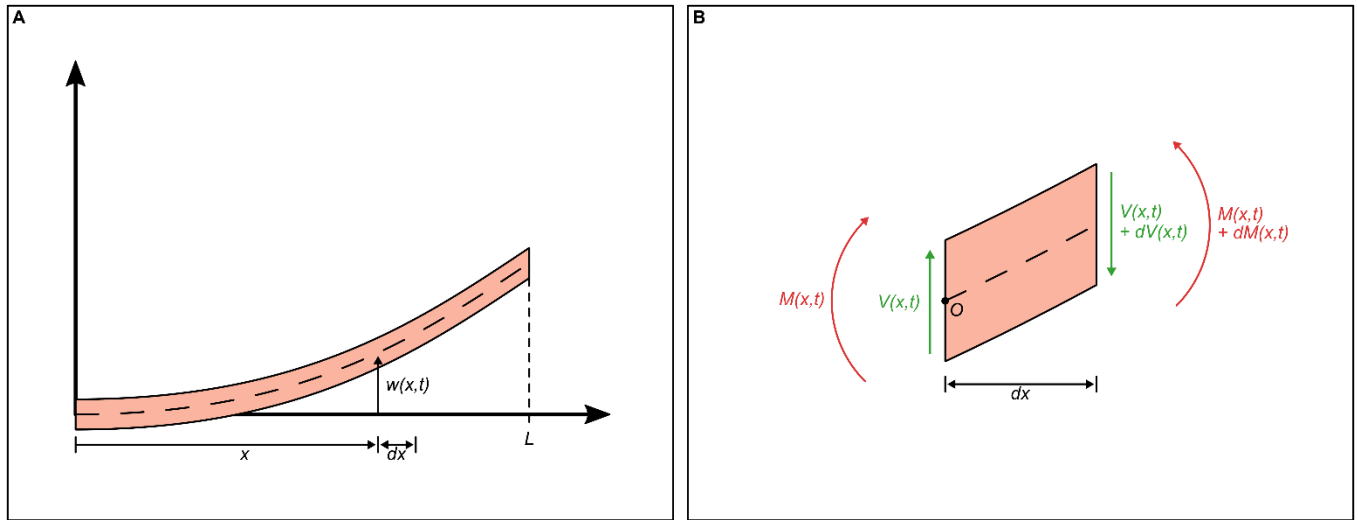 A
w(x,t)
x
dx
L
B
M(x,t)
V(x,t)
O
V(x,t)
+ dV(x,t)
M(x,t)
+ dM(x,t)
dx